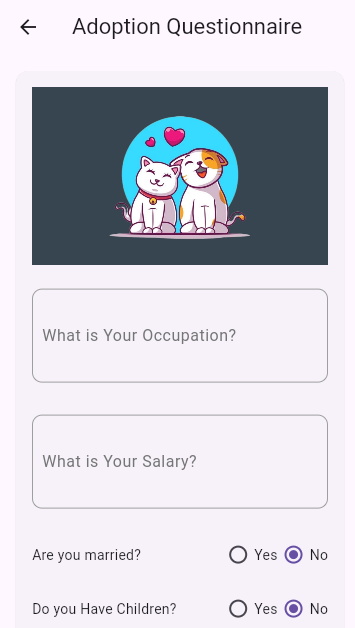 Adoption Questionnaire
What is Your Occupation?
What is Your Salary?
Are you married? Yes No
Do you Have Children? Yes No